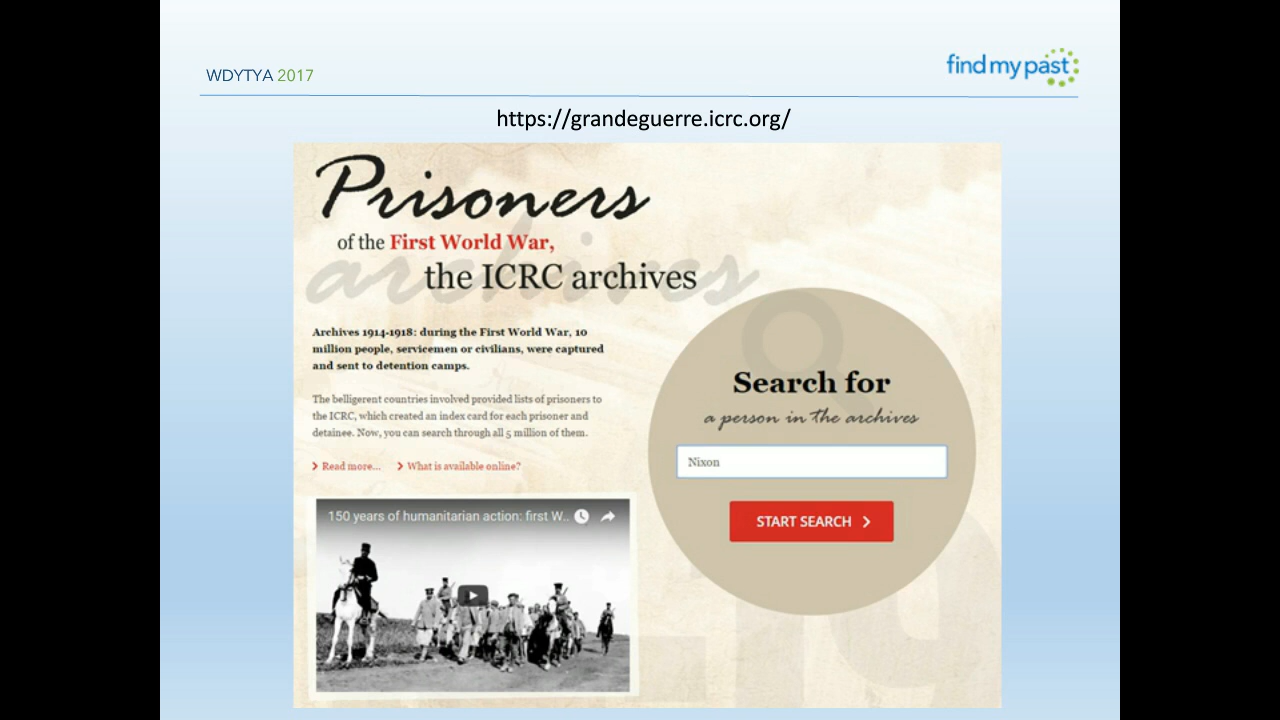 WDYTYA 2017
findmypast
https://grandeguerre.icrc.org/
Prisoners
of the First World War,
archives
the ICRC archives
Archives 1914-1918: during the First World War, 10
million people, servicemen or civilians, were captured
and sent to detention camps.
The belligerent countries involved provided lists of prisoners to
the ICRC, which created an index card for each prisoner and
detainee. Now, you can search through all 5 million of them.
Read more... What is available online?
150 years of humanitarian action: first W..
Search for
a person in the archives
Nixon
START SEARCH